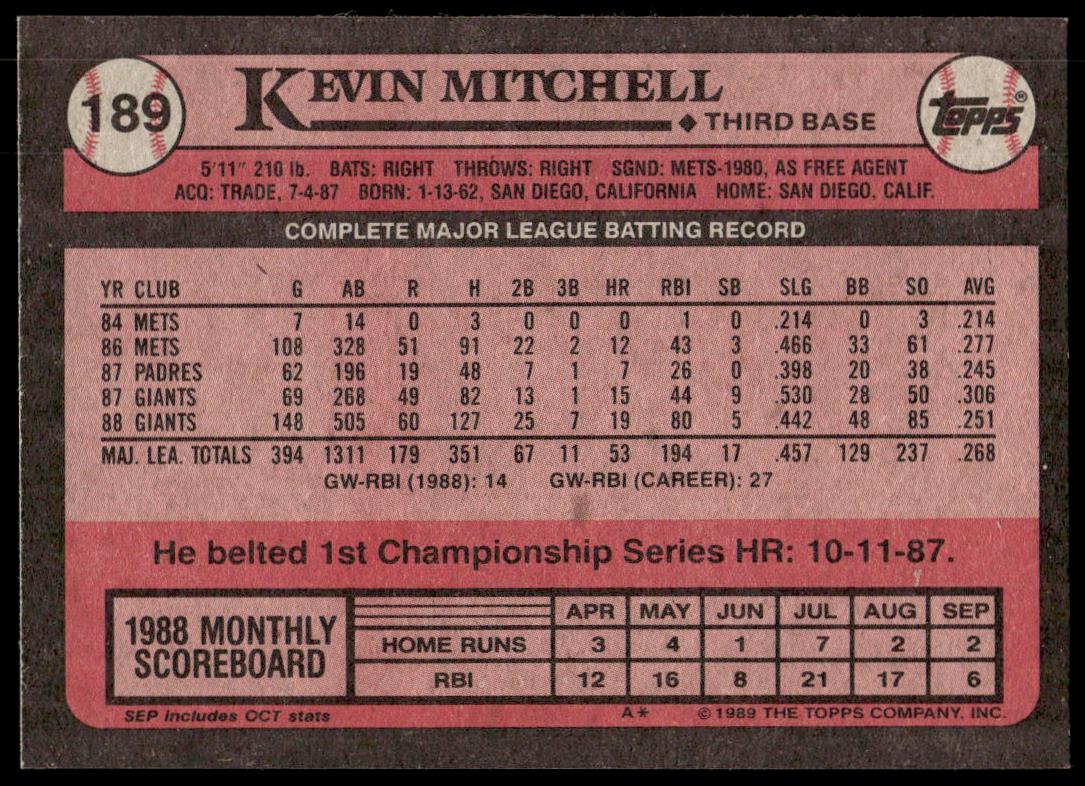 189 KEVIN MITCHELL Topps®
◆ THIRD BASE
5'11" 210 lb. BATS: RIGHT THROWS: RIGHT SGND: METS-1980, AS FREE AGENT
ACQ: TRADE, 7-4-87 BORN: 1-13-62, SAN DIEGO, CALIFORNIA HOME: SAN DIEGO, CALIF.
COMPLETE MAJOR LEAGUE BATTING RECORD
YR CLUB G AB R H 2B 3B HR RBI SB SLG BB SO AVG
84 METS 7 14 0 3 0 0 0 1 0 .214 0 3 .214
86 METS 108 328 51 91 22 2 12 43 3 .466 33 61 .277
87 PADRES 62 196 19 48 7 1 7 26 0 .398 20 38 .245
87 GIANTS 69 268 49 82 13 1 15 44 9 .530 28 50 .306
88 GIANTS 148 505 60 127 25 7 19 80 5 .442 48 85 .251
MAJ. LEA. TOTALS 394 1311 179 351 67 11 53 194 17 .457 129 237 .268
GW-RBI (1988): 14 GW-RBI (CAREER): 27
He belted 1st Championship Series HR: 10-11-87.
1988 MONTHLY
SCOREBOARD
APR MAY JUN JUL AUG SEP
HOME RUNS 3 4 1 7 2 2
RBI 12 16 8 21 17 6
SEP includes OCT stats A* © 1989 THE TOPPS COMPANY, INC.